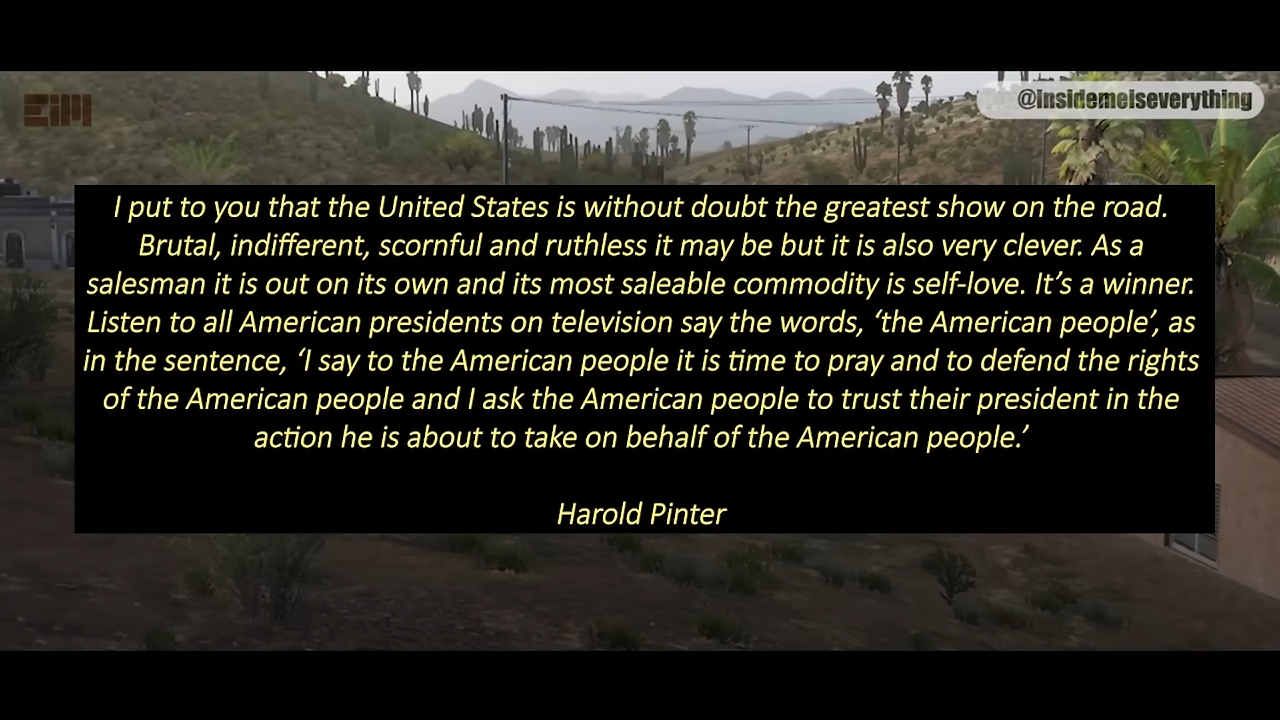 EIM
@insidemeiseverything
I put to you that the United States is without doubt the greatest show on the road.
Brutal, indifferent, scornful and ruthless it may be but it is also very clever. As a
salesman it is out on its own and its most saleable commodity is self-love. It’s a winner.
Listen to all American presidents on television say the words, ‘the American people’, as
in the sentence, ‘I say to the American people it is time to pray and to defend the rights
of the American people and I ask the American people to trust their president in the
action he is about to take on behalf of the American people.’
Harold Pinter